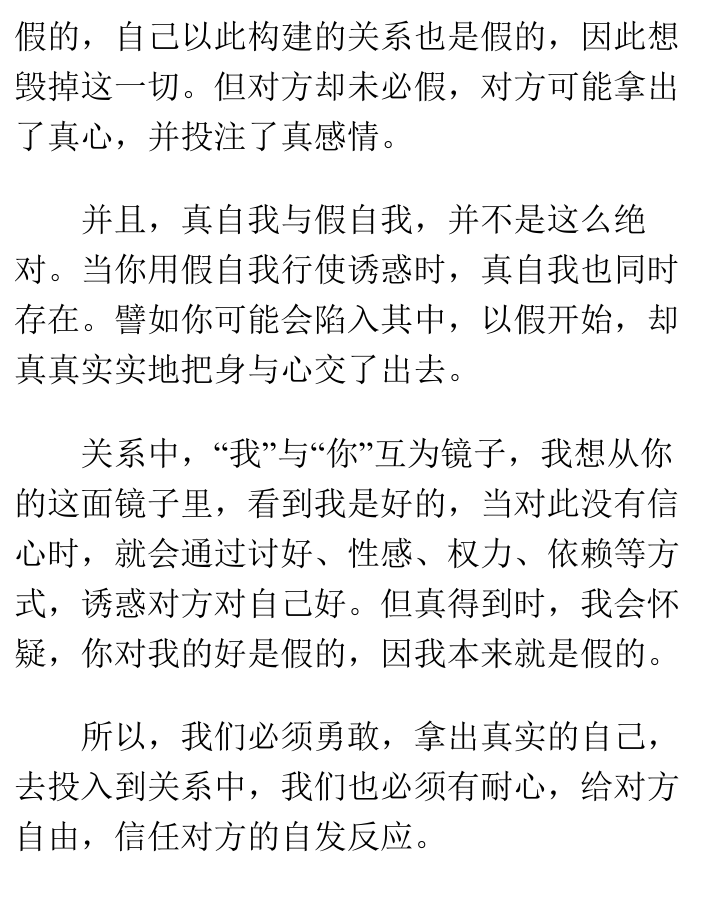 假的，自己以此构建的关系也是假的，因此想
毁掉这一切。但对方却未必假，对方可能拿出
了真心，并投注了真感情。
并且，真自我与假自我，并不是这么绝
对。当你用假自我行使诱惑时，真自我也同时
存在。譬如你可能会陷入其中，以假开始，却
真真实实地把身与心交了出去。
关系中，“我”与“你”互为镜子，我想从你
的这面镜子里，看到我是好的，当对此没有信
心时，就会通过讨好、性感、权力、依赖等方
式，诱惑对方对自己好。但真得到时，我会怀
疑，你对我的好是假的，因我本来就是假的。
所以，我们必须勇敢，拿出真实的自己，
去投入到关系中，我们也必须有耐心，给对方
自由，信任对方的自发反应。